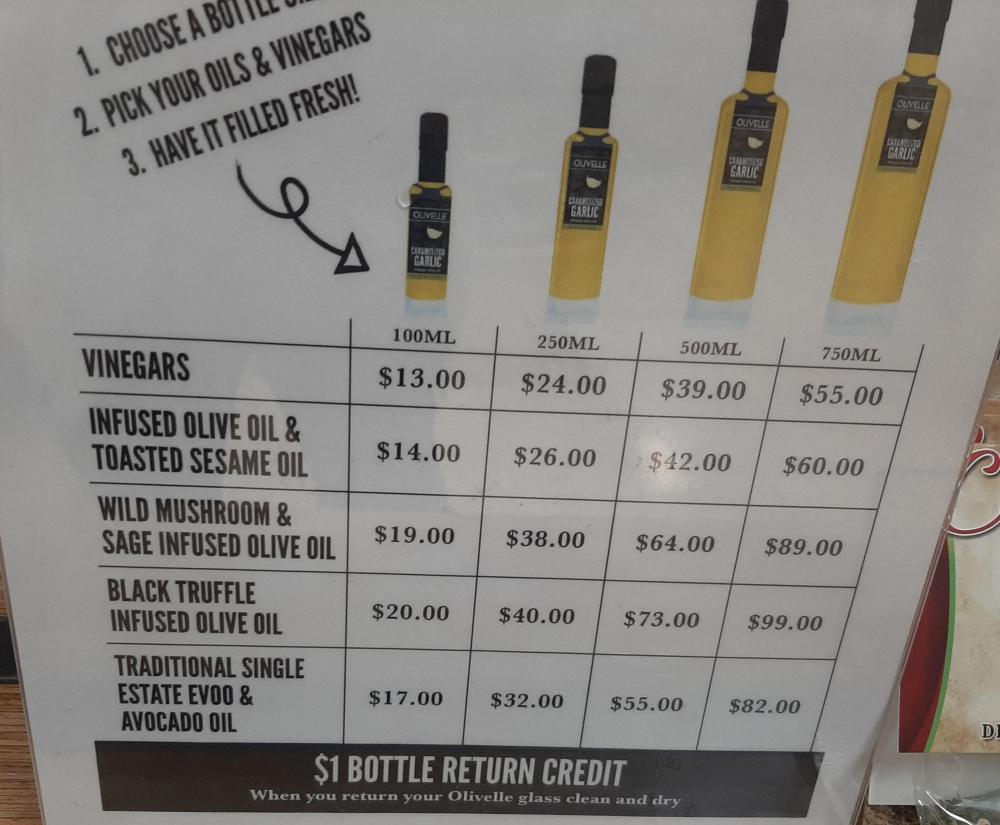 1. CHOOSE A BOTTLE
2. PICK YOUR OILS & VINEGARS
3. HAVE IT FILLED FRESH!
OLIVELLE
CARAMELIZED
GARLIC
OLIVELLE
CARAMELIZED
GARLIC
OLIVELLE
CARAMELIZED
GARLIC
OLIVELLE
CARAMELIZED
GARLIC
100ML 250ML 500ML 750ML
VINEGARS $13.00 $24.00 $39.00 $55.00
INFUSED OLIVE OIL &
TOASTED SESAME OIL $14.00 $26.00 $42.00 $60.00
WILD MUSHROOM &
SAGE INFUSED OLIVE OIL $19.00 $38.00 $64.00 $89.00
BLACK TRUFFLE
INFUSED OLIVE OIL $20.00 $40.00 $73.00 $99.00
TRADITIONAL SINGLE
ESTATE EVOO &
AVOCADO OIL $17.00 $32.00 $55.00 $82.00
$1 BOTTLE RETURN CREDIT
When you return your Olivelle glass clean and dry